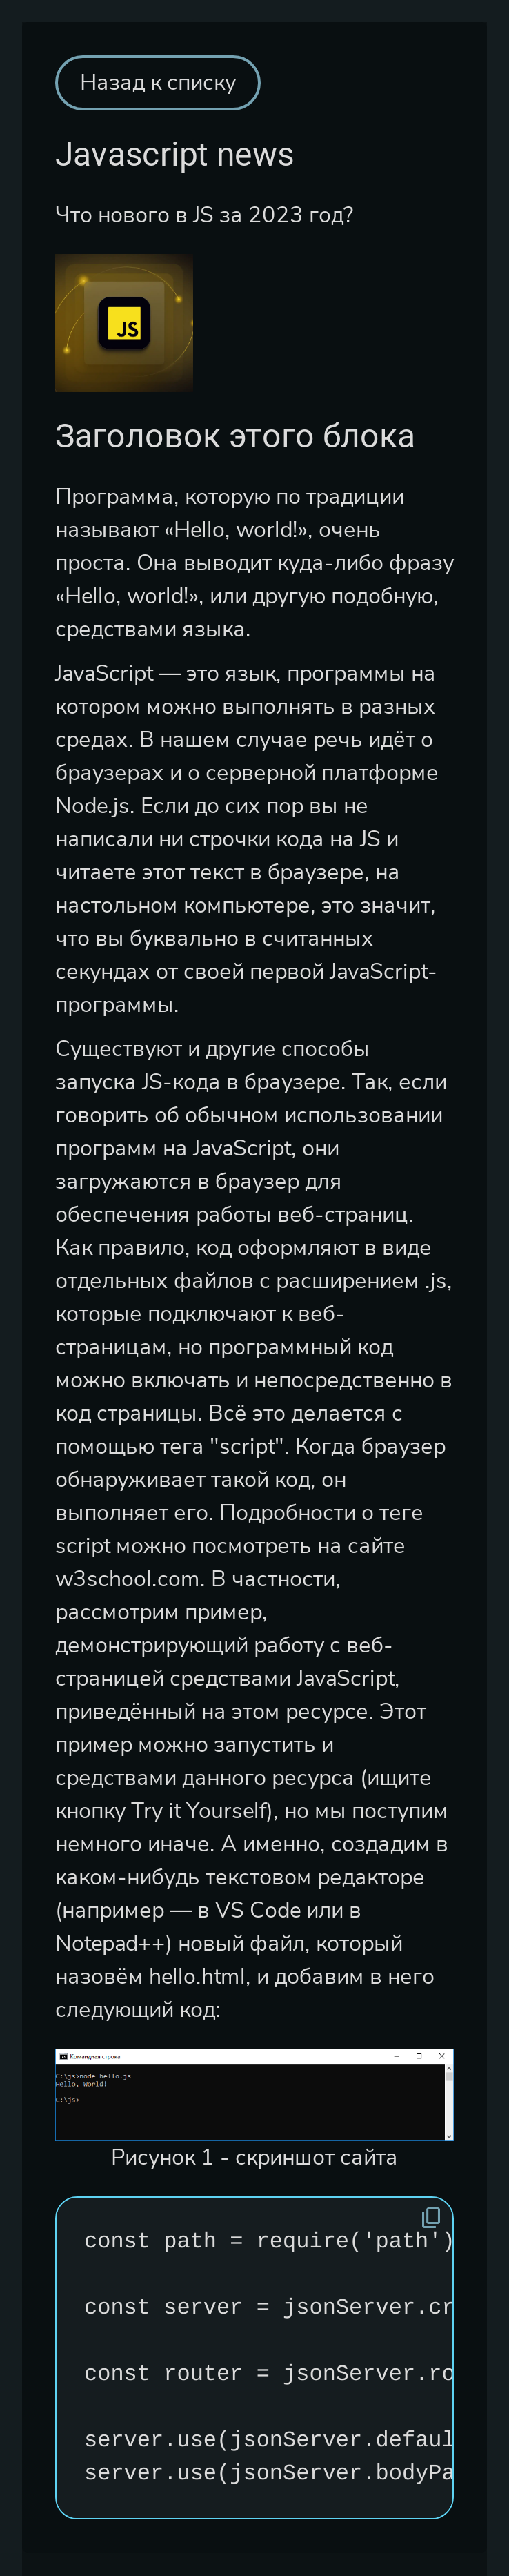 Назад к списку
Javascript news
Что нового в JS за 2023 год?
JS
Заголовок этого блока
Программа, которую по традиции
называют «Hello, world!», очень
проста. Она выводит куда-либо фразу
«Hello, world!», или другую подобную,
средствами языка.
JavaScript — это язык, программы на
котором можно выполнять в разных
средах. В нашем случае речь идёт о
браузерах и о серверной платформе
Node.js. Если до сих пор вы не
написали ни строчки кода на JS и
читаете этот текст в браузере, на
настольном компьютере, это значит,
что вы буквально в считанных
секундах от своей первой JavaScript-
программы.
Существуют и другие способы
запуска JS-кода в браузере. Так, если
говорить об обычном использовании
программ на JavaScript, они
загружаются в браузер для
обеспечения работы веб-страниц.
Как правило, код оформляют в виде
отдельных файлов с расширением .js,
которые подключают к веб-
страницам, но программный код
можно включать и непосредственно в
код страницы. Всё это делается с
помощью тега "script". Когда браузер
обнаруживает такой код, он
выполняет его. Подробности о теге
script можно посмотреть на сайте
w3school.com. В частности,
рассмотрим пример,
демонстрирующий работу с веб-
страницей средствами JavaScript,
приведённый на этом ресурсе. Этот
пример можно запустить и
средствами данного ресурса (ищите
кнопку Try it Yourself), но мы поступим
немного иначе. А именно, создадим в
каком-нибудь текстовом редакторе
(например — в VS Code или в
Notepad++) новый файл, который
назовём hello.html, и добавим в него
следующий код:
Командная строка
C:\js>node hello.js
Hello, World!
C:\js>
Рисунок 1 - скриншот сайта
const path = require('path')
const server = jsonServer.cr
const router = jsonServer.ro
server.use(jsonServer.defaul
server.use(jsonServer.bodyPa